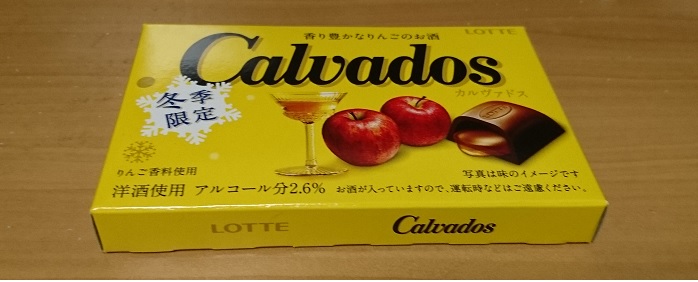 香り豊かなりんごのお酒
LOTTE
Calvados
カルヴァドス
冬季
限定
りんご香料使用
写真は味のイメージです
洋酒使用 アルコール分2.6% お酒が入っていますので、運転時などはご遠慮ください。
LOTTE
Calvados